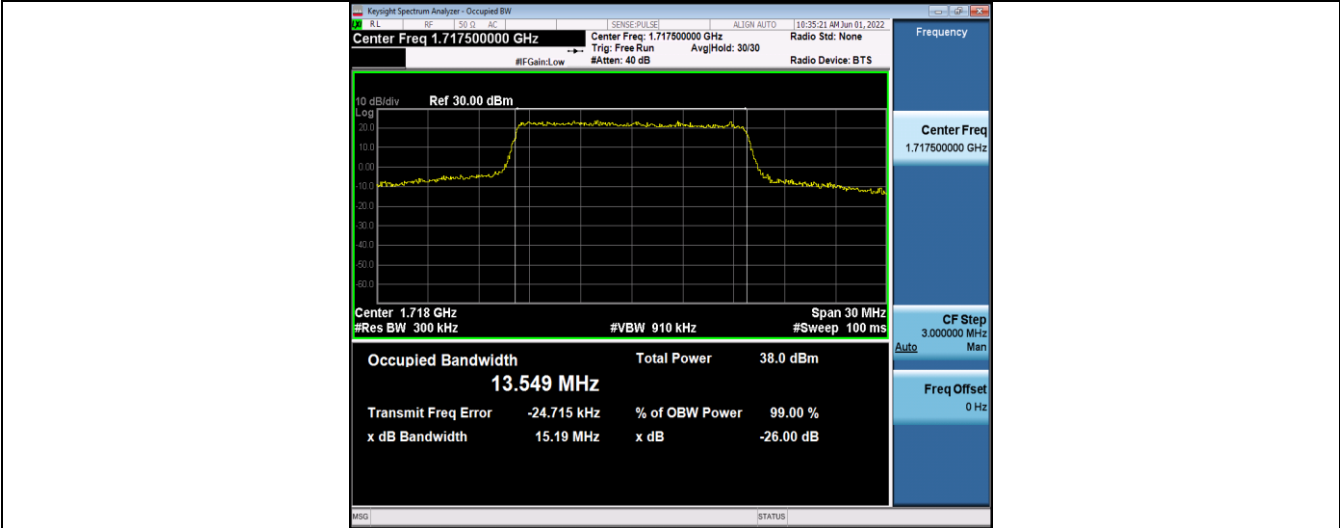 Keysight Spectrum Analyzer - Occupied BW
LXI RL RF 50 Ω AC SENSE:PULSE ALIGN AUTO 10:35:21 AM Jun 01, 2022
Center Freq 1.717500000 GHz
Center Freq: 1.717500000 GHz
Radio Std: None
Trig: Free Run Avg|Hold: 30/30
#IFGain:Low #Atten: 40 dB Radio Device: BTS
10 dB/div Ref 30.00 dBm
Log
20.0
10.0
0.00
-10.0
-20.0
-30.0
-40.0
-50.0
-60.0
Center 1.718 GHz Span 30 MHz
#Res BW 300 kHz #VBW 910 kHz #Sweep 100 ms
Occupied Bandwidth Total Power 38.0 dBm
13.549 MHz
Transmit Freq Error -24.715 kHz % of OBW Power 99.00 %
x dB Bandwidth 15.19 MHz x dB -26.00 dB
MSG STATUS
Frequency
Center Freq
1.717500000 GHz
CF Step
3.000000 MHz
Auto Man
Freq Offset
0 Hz